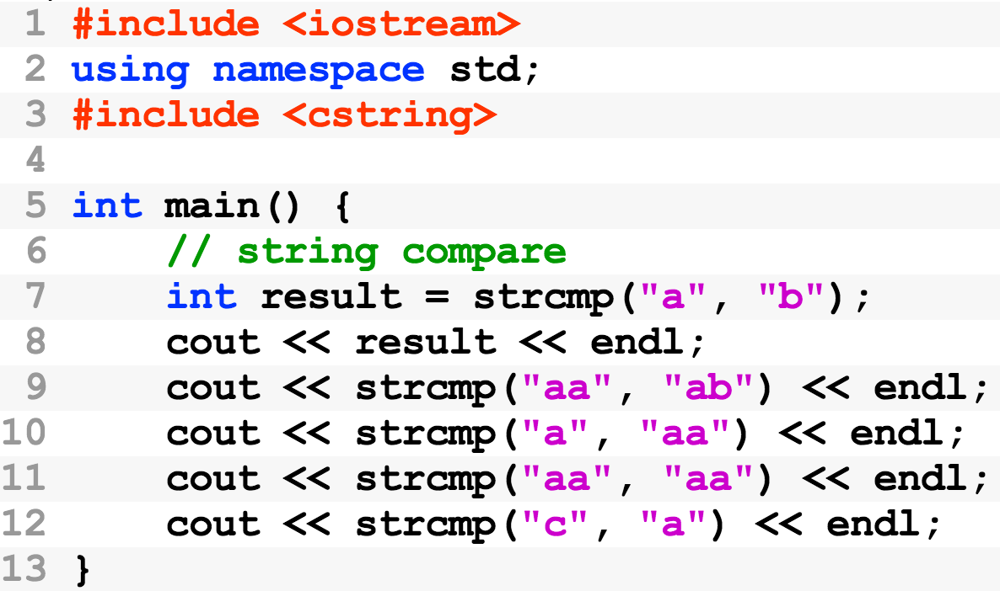 1 #include <iostream>
2 using namespace std;
3 #include <cstring>
4
5 int main() {
6     // string compare
7     int result = strcmp("a", "b");
8     cout << result << endl;
9     cout << strcmp("aa", "ab") << endl;
10     cout << strcmp("a", "aa") << endl;
11     cout << strcmp("aa", "aa") << endl;
12     cout << strcmp("c", "a") << endl;
13 }